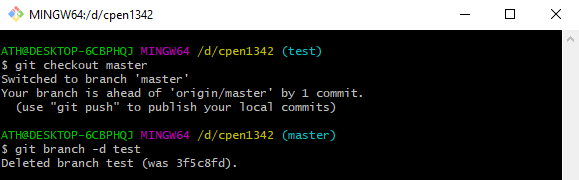 MINGW64:/d/cpen1342
ATH@DESKTOP-6CBPHQJ MINGW64 /d/cpen1342 (test)
$ git checkout master
Switched to branch 'master'
Your branch is ahead of 'origin/master' by 1 commit.
  (use "git push" to publish your local commits)
ATH@DESKTOP-6CBPHQJ MINGW64 /d/cpen1342 (master)
$ git branch -d test
Deleted branch test (was 3f5c8fd).